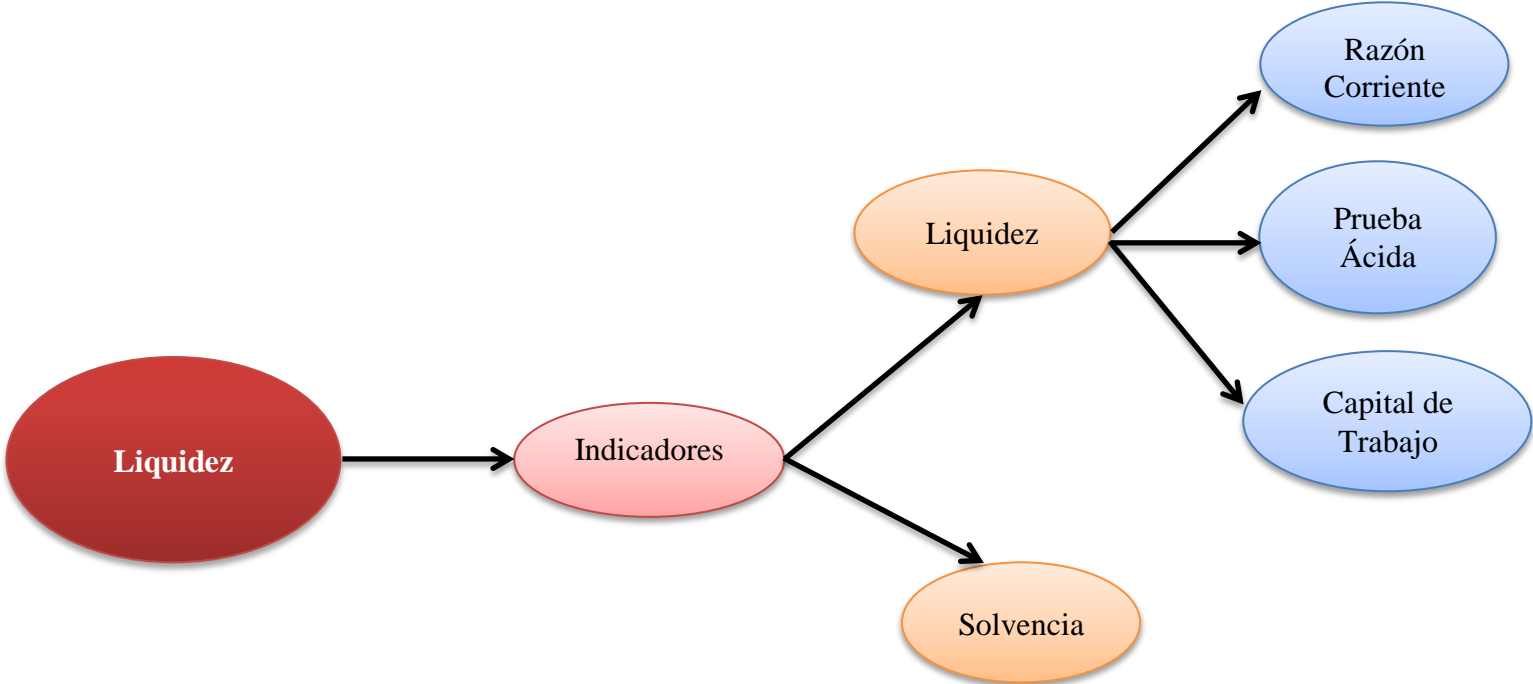 Liquidez
Indicadores
Liquidez
Razón
Corriente
Prueba
Ácida
Capital de
Trabajo
Solvencia